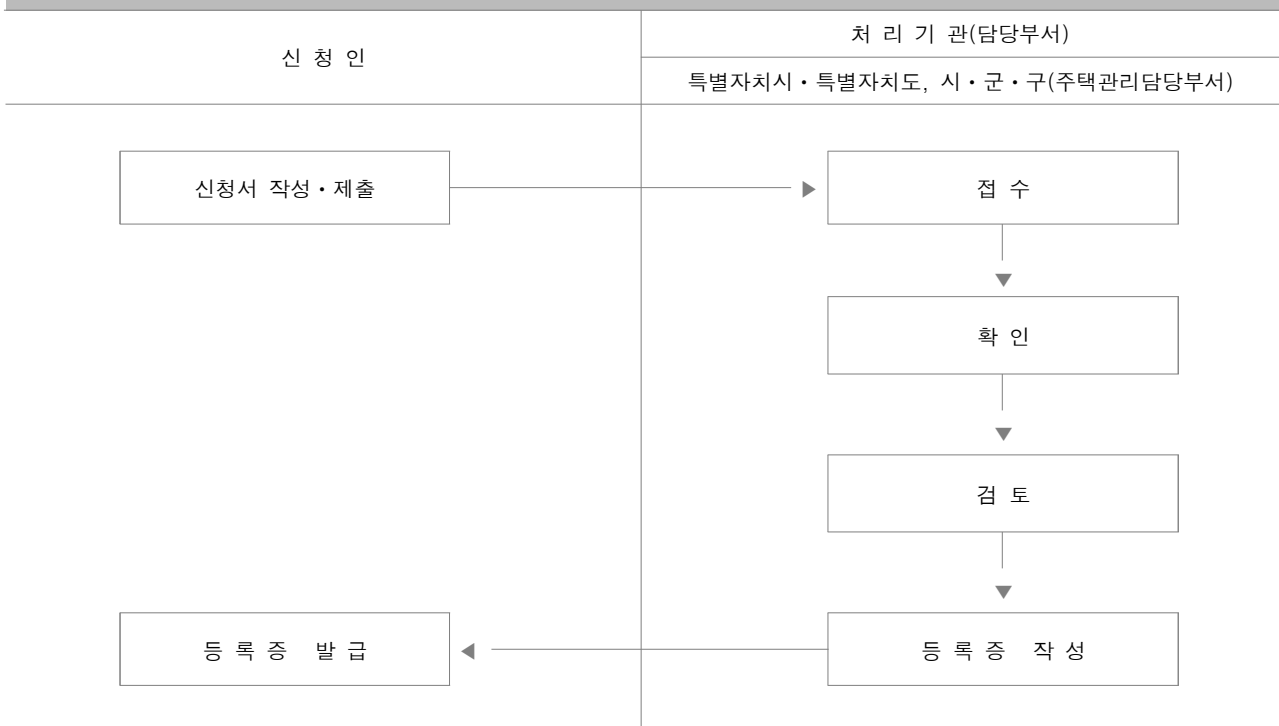 신 청 인
처 리 기 관(담당부서)
특별자치시·특별자치도, 시·군·구(주택관리담당부서)
신청서 작성·제출
접 수
확 인
검 토
등 록 증 발 급
등 록 증 작 성